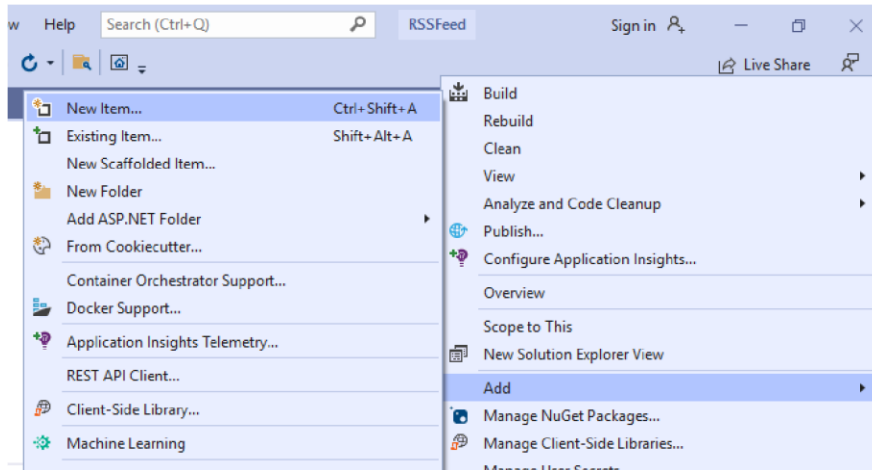 w Help Search (Ctrl+Q) RSSFeed Sign in
Live Share
New Item... Ctrl+Shift+A
Existing Item... Shift+Alt+A
New Scaffolded Item...
New Folder
Add ASP.NET Folder
From Cookiecutter...
Container Orchestrator Support...
Docker Support...
Application Insights Telemetry...
REST API Client...
Client-Side Library...
Machine Learning
Build
Rebuild
Clean
View
Analyze and Code Cleanup
Publish...
Configure Application Insights...
Overview
Scope to This
New Solution Explorer View
Add
Manage NuGet Packages...
Manage Client-Side Libraries...
Manage User Secrets